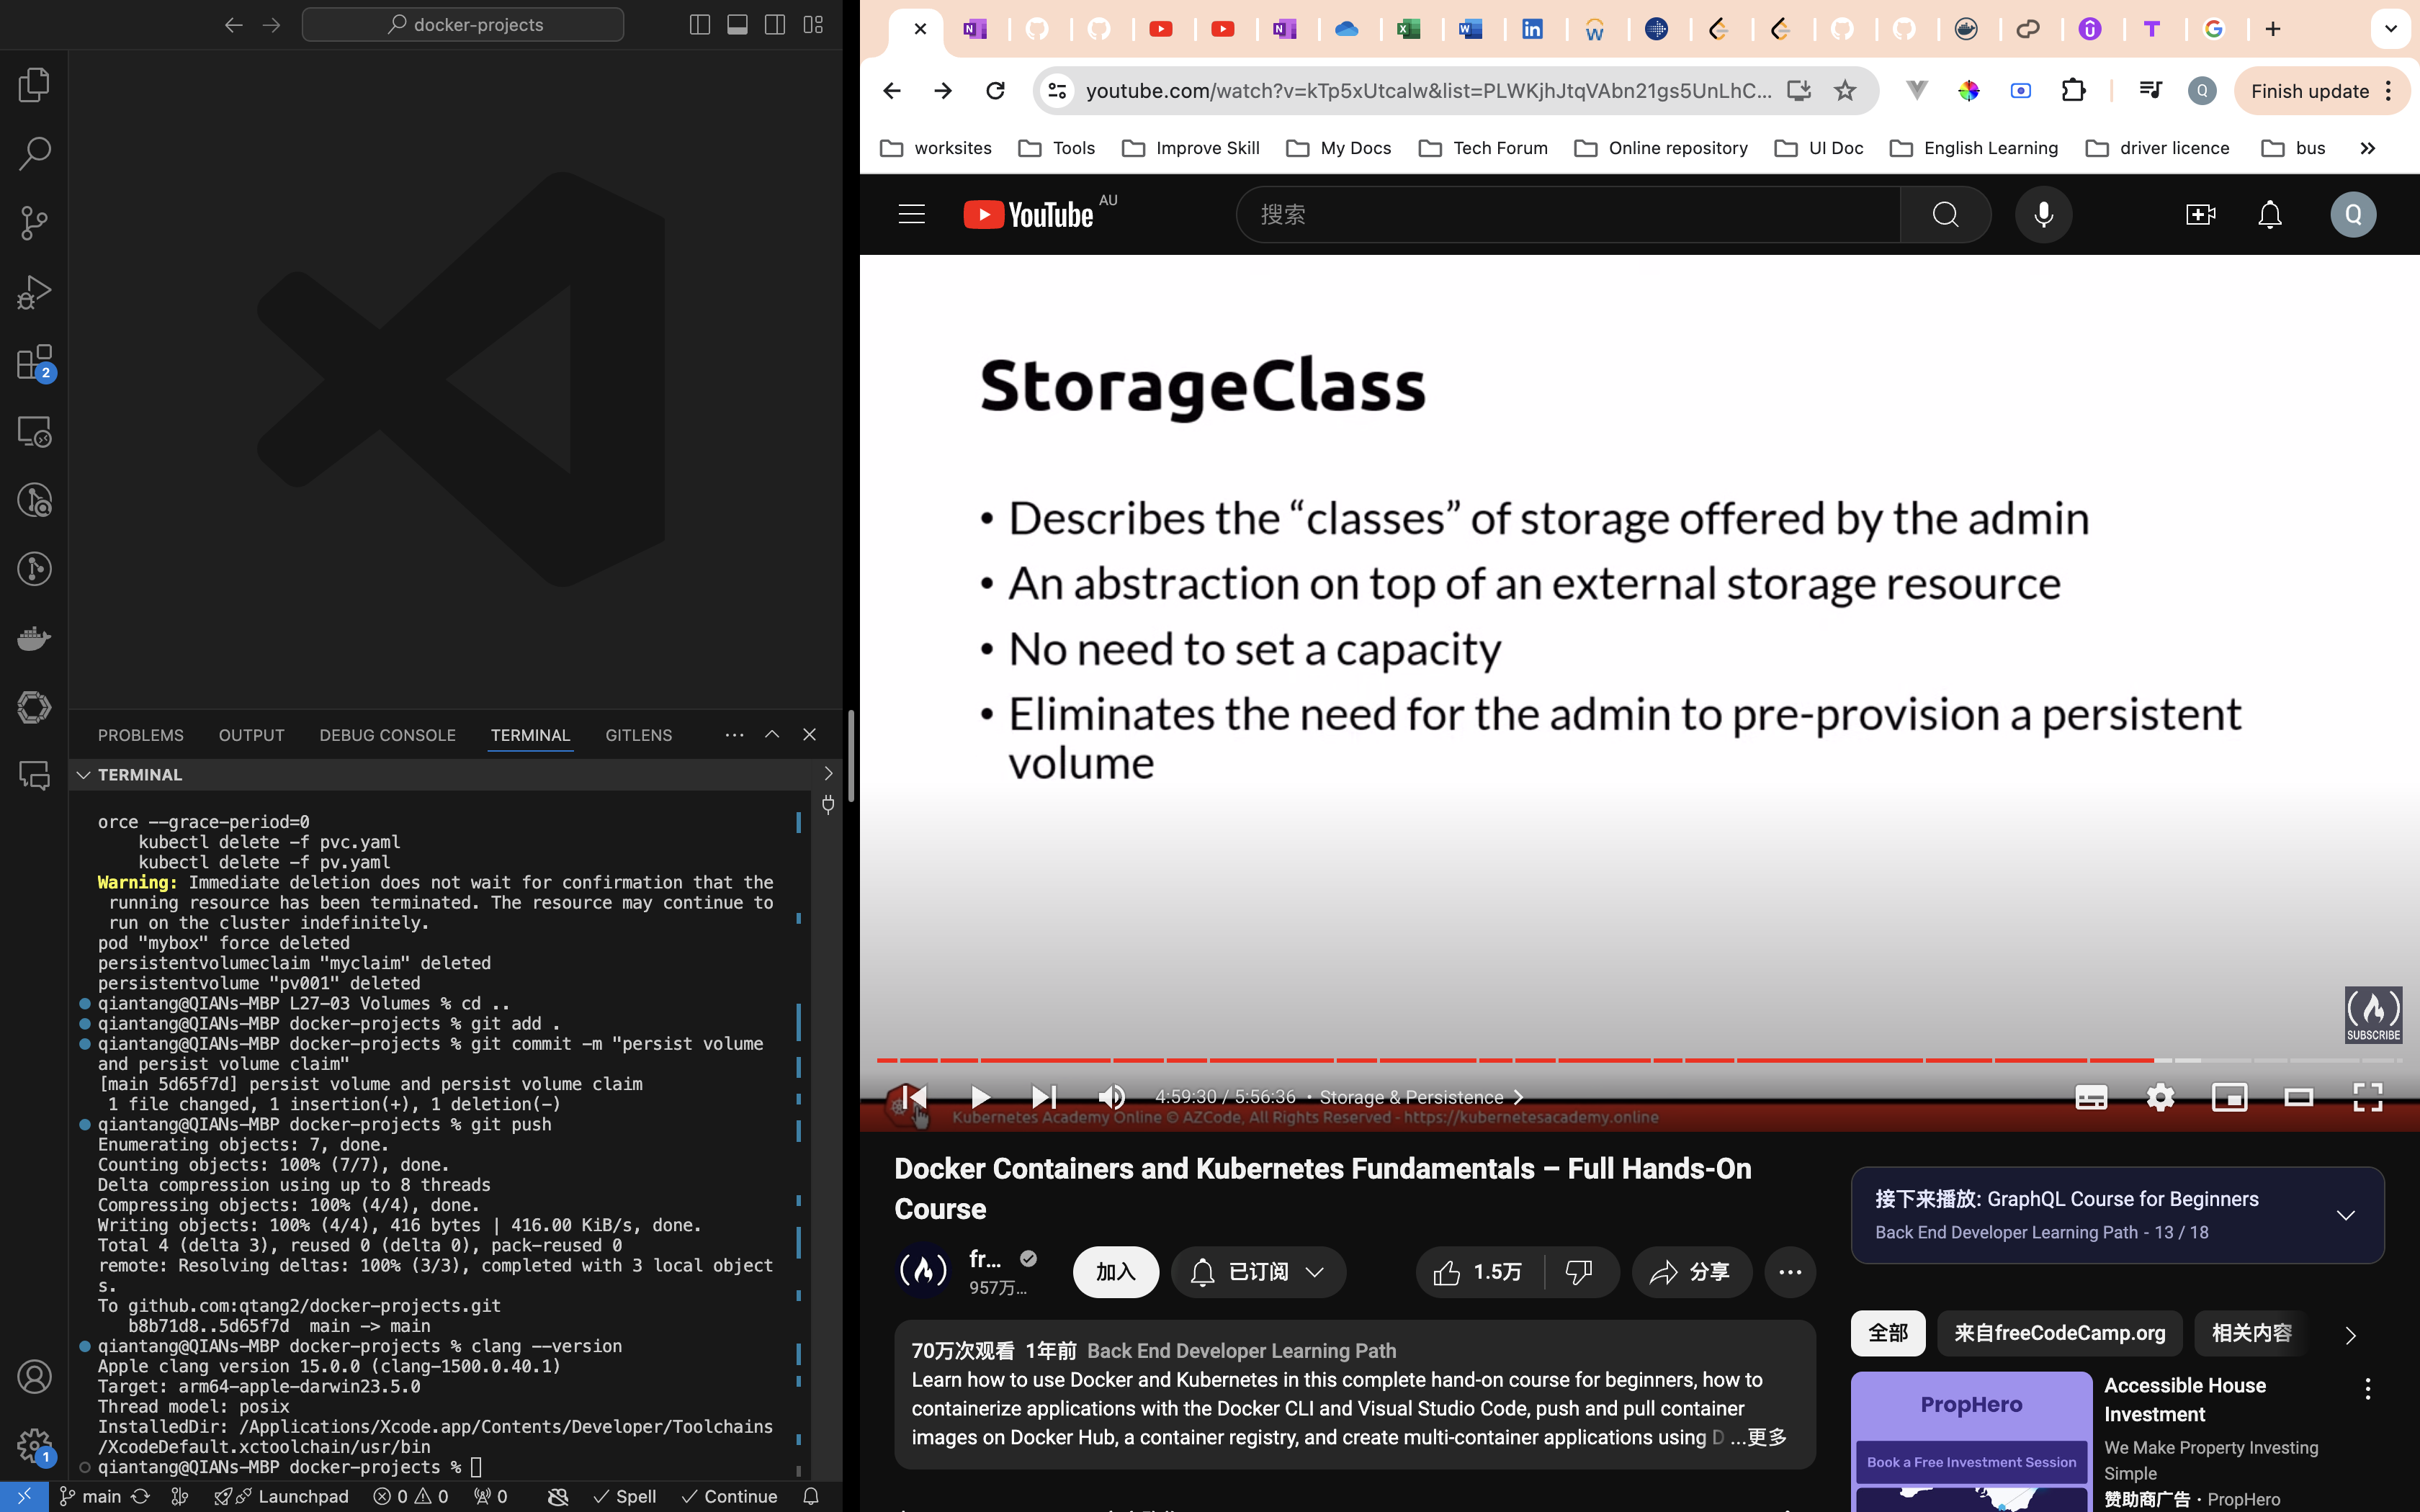 docker-projects
2
PROBLEMS OUTPUT DEBUG CONSOLE TERMINAL GITLENS
TERMINAL
orce --grace-period=0
kubectl delete -f pvc.yaml
kubectl delete -f pv.yaml
Warning: Immediate deletion does not wait for confirmation that the
running resource has been terminated. The resource may continue to
run on the cluster indefinitely.
pod "mybox" force deleted
persistentvolumeclaim "myclaim" deleted
persistentvolume "pv001" deleted
qiantang@QIANs-MBP L27-03 Volumes % cd ..
qiantang@QIANs-MBP docker-projects % git add .
qiantang@QIANs-MBP docker-projects % git commit -m "persist volume
and persist volume claim"
[main 5d65f7d] persist volume and persist volume claim
1 file changed, 1 insertion(+), 1 deletion(-)
qiantang@QIANs-MBP docker-projects % git push
Enumerating objects: 7, done.
Counting objects: 100% (7/7), done.
Delta compression using up to 8 threads
Compressing objects: 100% (4/4), done.
Writing objects: 100% (4/4), 416 bytes | 416.00 KiB/s, done.
Total 4 (delta 3), reused 0 (delta 0), pack-reused 0
remote: Resolving deltas: 100% (3/3), completed with 3 local object
s.
To github.com:qtang2/docker-projects.git
b8b71d8..5d65f7d main -> main
qiantang@QIANs-MBP docker-projects % clang --version
Apple clang version 15.0.0 (clang-1500.0.40.1)
Target: arm64-apple-darwin23.5.0
Thread model: posix
InstalledDir: /Applications/Xcode.app/Contents/Developer/Toolchains
/XcodeDefault.xctoolchain/usr/bin
qiantang@QIANs-MBP docker-projects %
1
main Launchpad 0 0 0 Spell Continue
youtube.com/watch?v=kTp5xUtcalw&list=PLWKjhJtqVAbn21gs5UnLhC... Q Finish update
worksites Tools Improve Skill My Docs Tech Forum Online repository UI Doc English Learning driver licence bus
YouTube AU
搜索
Q
StorageClass
• Describes the “classes” of storage offered by the admin
• An abstraction on top of an external storage resource
• No need to set a capacity
• Eliminates the need for the admin to pre-provision a persistent
volume
SUBSCRIBE
4:59:30 / 5:56:36 • Storage & Persistence
Kubernetes Academy Online © AZCode, All Rights Reserved - https://kubernetesacademy.online
Docker Containers and Kubernetes Fundamentals – Full Hands-On
Course
fr...
957万...
加入
已订阅
1.5万
分享
70万次观看 1年前 Back End Developer Learning Path
Learn how to use Docker and Kubernetes in this complete hand-on course for beginners, how to
containerize applications with the Docker CLI and Visual Studio Code, push and pull container
images on Docker Hub, a container registry, and create multi-container applications using D ...更多
接下来播放: GraphQL Course for Beginners
Back End Developer Learning Path - 13 / 18
全部 来自freeCodeCamp.org 相关内容
PropHero
Book a Free Investment Session
Accessible House
Investment
We Make Property Investing
Simple
赞助商广告 · PropHero